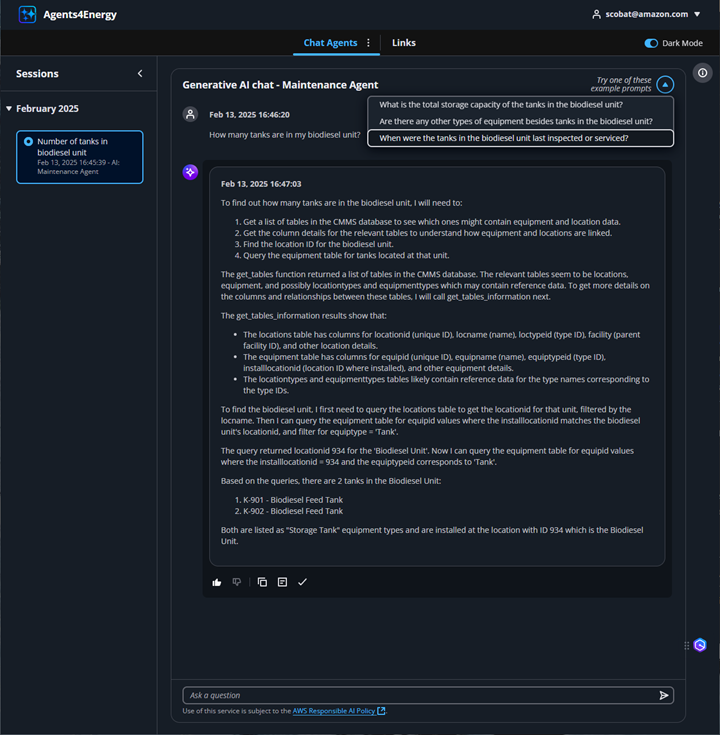 Agents4Energy
scobat@amazon.com
Chat Agents
Links
Dark Mode
Sessions
February 2025
Number of tanks in
biodiesel unit
Feb 13, 2025 16:45:39 - AI:
Maintenance Agent
Generative AI chat - Maintenance Agent
Try one of these
example prompts
What is the total storage capacity of the tanks in the biodiesel unit?
Are there any other types of equipment besides tanks in the biodiesel unit?
When were the tanks in the biodiesel unit last inspected or serviced?
Feb 13, 2025 16:46:20
How many tanks are in my biodiesel unit?
Feb 13, 2025 16:47:03
To find out how many tanks are in the biodiesel unit, I will need to:
1. Get a list of tables in the CMMS database to see which ones might contain equipment and location data.
2. Get the column details for the relevant tables to understand how equipment and locations are linked.
3. Find the location ID for the biodiesel unit.
4. Query the equipment table for tanks located at that unit.
The get_tables function returned a list of tables in the CMMS database. The relevant tables seem to be locations,
equipment, and possibly locationtypes and equipmenttypes which may contain reference data. To get more details on
the columns and relationships between these tables, I will call get_tables_information next.
The get_tables_information results show that:
• The locations table has columns for locationid (unique ID), locname (name), loctypeid (type ID), facility (parent
facility ID), and other location details.
• The equipment table has columns for equipid (unique ID), equipname (name), equiptypeid (type ID),
installlocationid (location ID where installed), and other equipment details.
• The locationtypes and equipmenttypes tables likely contain reference data for the type names corresponding to
the type IDs.
To find the biodiesel unit, I first need to query the locations table to get the locationid for that unit, filtered by the
locname. Then I can query the equipment table for equipid values where the installlocationid matches the biodiesel
unit's locationid, and filter for equiptype = 'Tank'.
The query returned locationid 934 for the 'Biodiesel Unit'. Now I can query the equipment table for equipid values
where the installlocationid = 934 and the equiptypeid corresponds to 'Tank'.
Based on the queries, there are 2 tanks in the Biodiesel Unit:
1. K-901 - Biodiesel Feed Tank
2. K-902 - Biodiesel Feed Tank
Both are listed as "Storage Tank" equipment types and are installed at the location with ID 934 which is the Biodiesel
Unit.
Ask a question
Use of this service is subject to the AWS Responsible AI Policy.